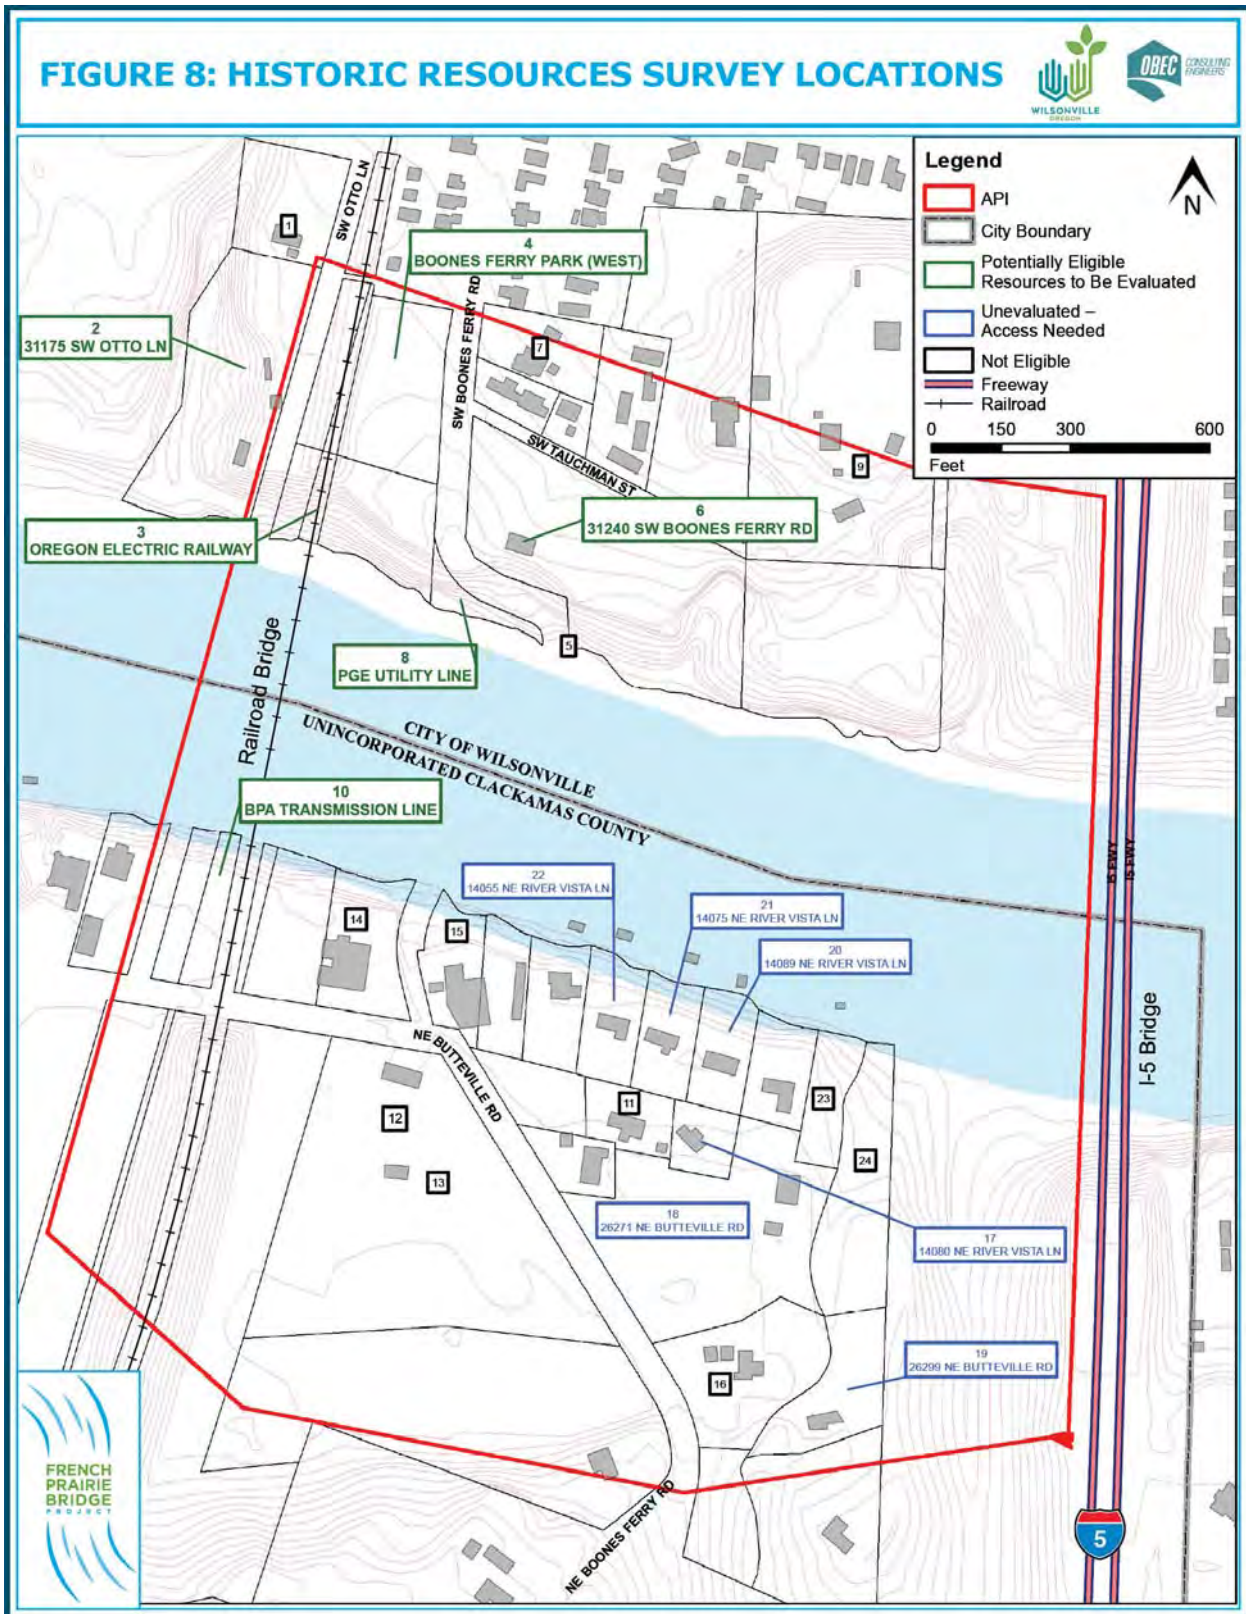 FIGURE 8: HISTORIC RESOURCES SURVEY LOCATIONS
WILSONVILLE
OREGON
OBEC
CONSULTING
ENGINEERS
Legend
API
City Boundary
Potentially Eligible
Resources to Be Evaluated
Unevaluated –
Access Needed
Not Eligible
Freeway
Railroad
0 150 300 600
Feet
N
1
SW OTTO LN
4
BOONES FERRY PARK (WEST)
2
31175 SW OTTO LN
SW BOONES FERRY RD
7
SW TAUCHMAN ST
9
3
OREGON ELECTRIC RAILWAY
6
31240 SW BOONES FERRY RD
5
8
PGE UTILITY LINE
Railroad Bridge
CITY OF WILSONVILLE
UNINCORPORATED CLACKAMAS COUNTY
10
BPA TRANSMISSION LINE
I5 FWY
I5 FWY
22
14055 NE RIVER VISTA LN
21
14075 NE RIVER VISTA LN
20
14089 NE RIVER VISTA LN
14
15
I-5 Bridge
NE BUTTEVILLE RD
11
12
13
23
24
18
26271 NE BUTTEVILLE RD
17
14080 NE RIVER VISTA LN
19
26299 NE BUTTEVILLE RD
16
FRENCH
PRAIRIE
BRIDGE
PROJECT
NE BOONES FERRY RD
5